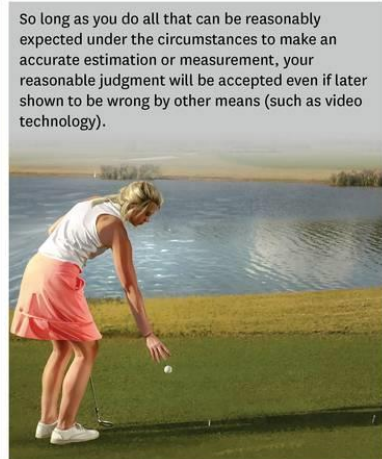 So long as you do all that can be reasonably
expected under the circumstances to make an
accurate estimation or measurement, your
reasonable judgment will be accepted even if later
shown to be wrong by other means (such as video
technology).